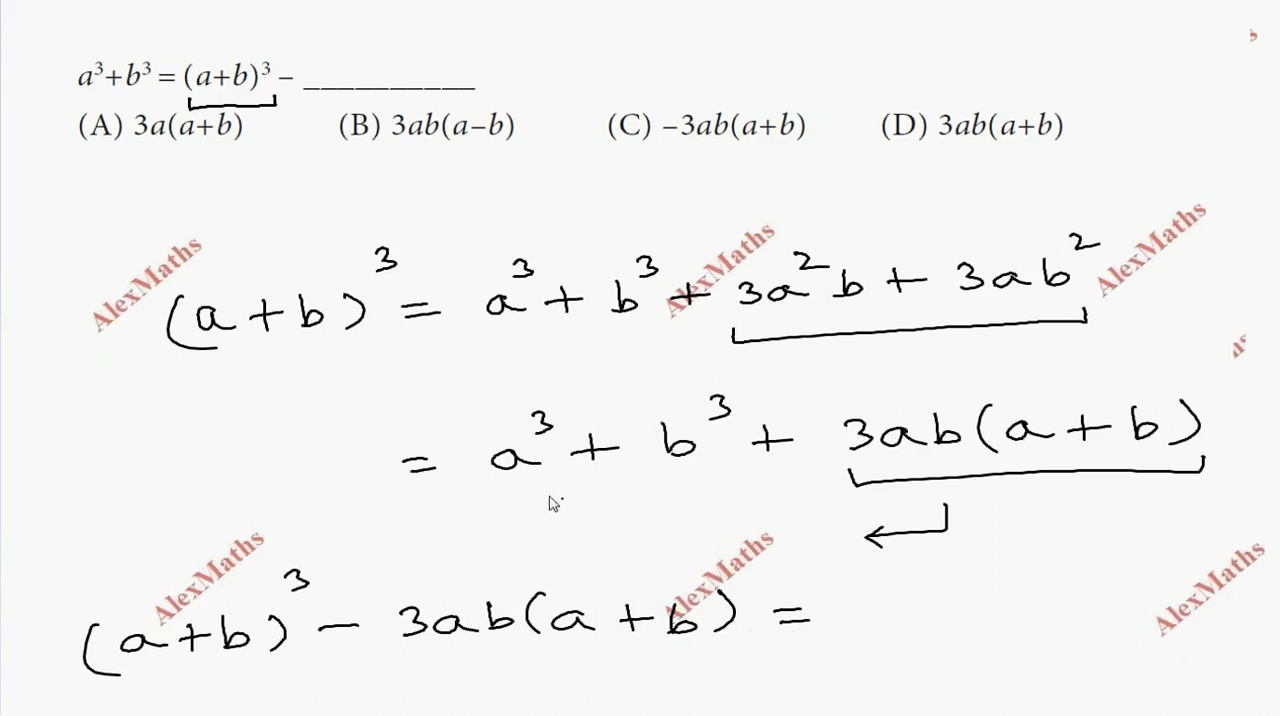 a³+b³ = (a+b)³ – __________
(A) 3a(a+b) (B) 3ab(a–b) (C) –3ab(a+b) (D) 3ab(a+b)
AlexMaths AlexMaths AlexMaths
(a+b)³ = a³ + b³ + 3a²b + 3ab²
= a³ + b³ + 3ab(a+b)
AlexMaths AlexMaths AlexMaths
(a+b)³ – 3ab(a+b) =